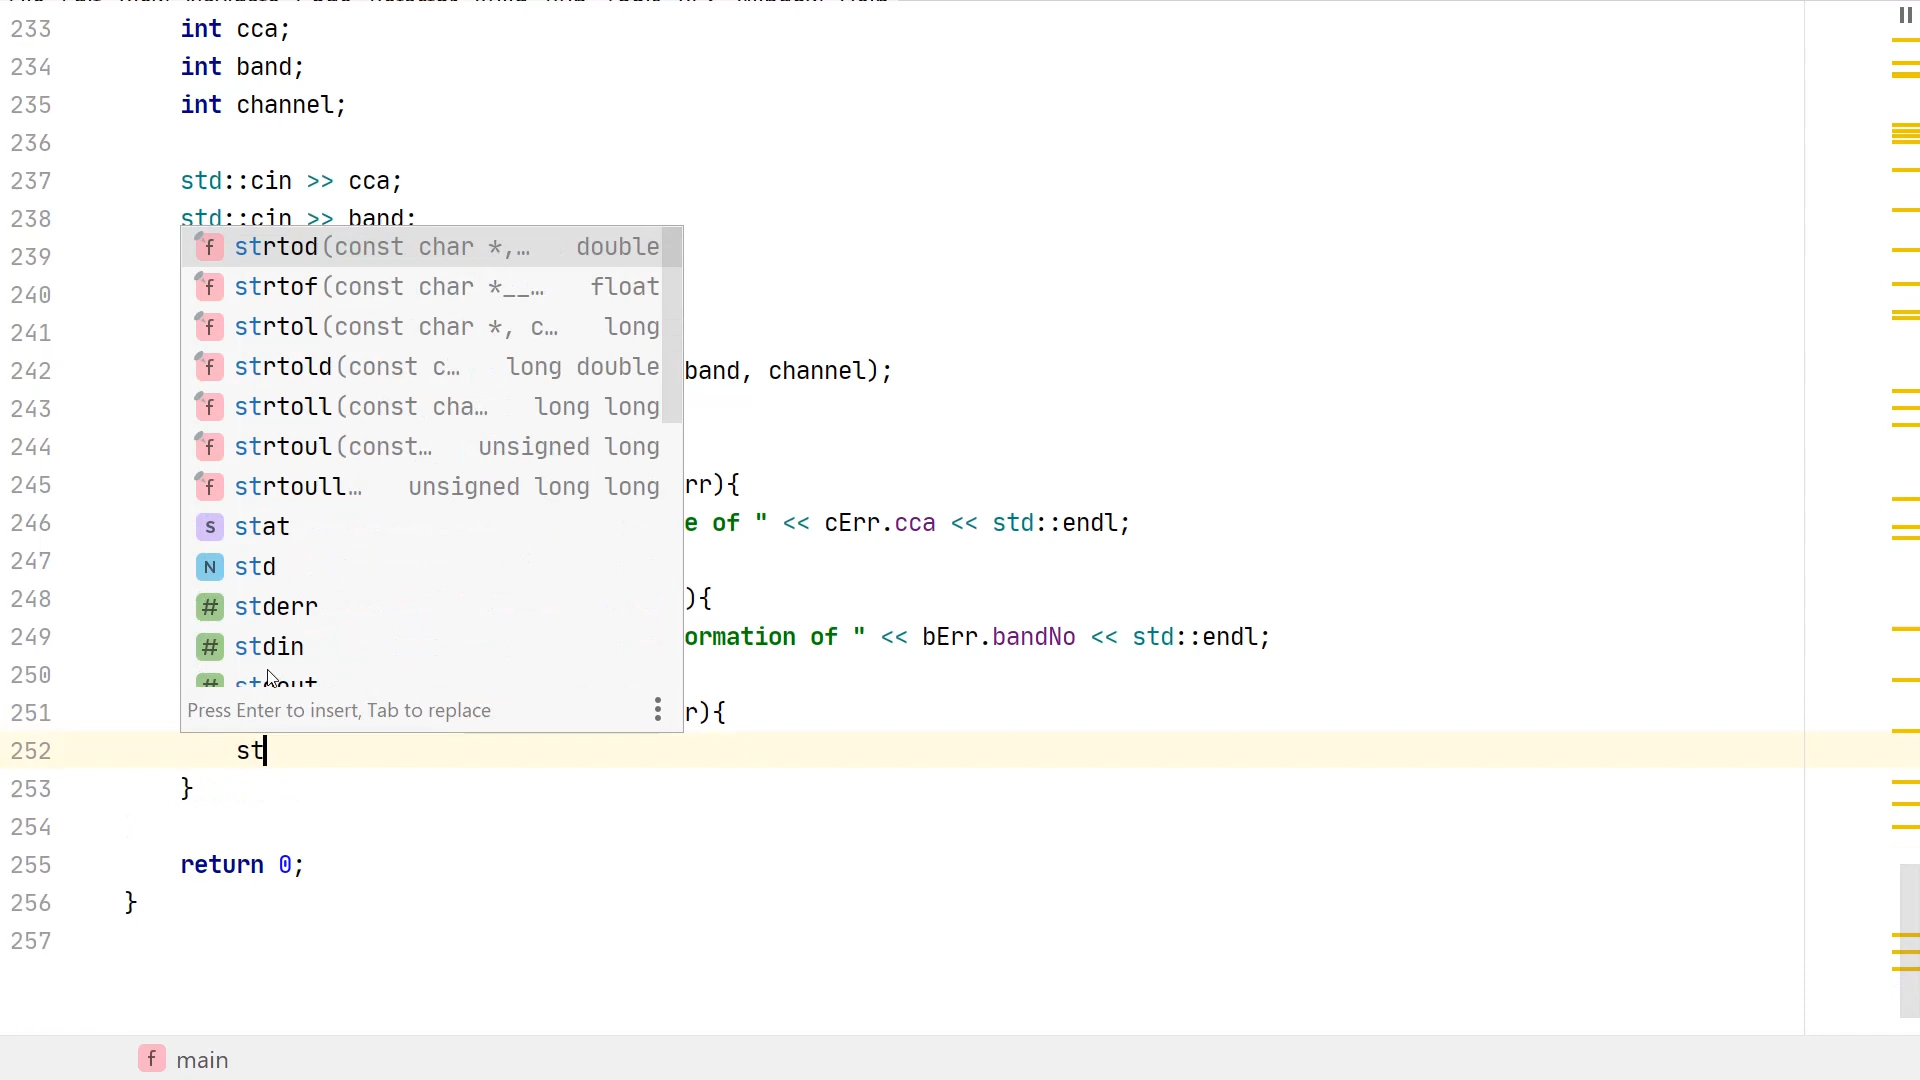 233 int cca;
234 int band;
235 int channel;
236
237 std::cin >> cca;
238 std::cin >> band;
239
240
241
242 band, channel);
243
244
245 rr){
246 e of " << cErr.cca << std::endl;
247
248 ){
249 ormation of " << bErr.bandNo << std::endl;
250
251 r){
strtod(const char *,… double
strtof(const char *__… float
strtol(const char *, c… long
strtold(const c… long double
strtoll(const cha… long long
strtoul(const… unsigned long
strtoull… unsigned long long
stat
std
stderr
stdin
Press Enter to insert, Tab to replace
252 st
253 }
254
255 return 0;
256 }
257
main